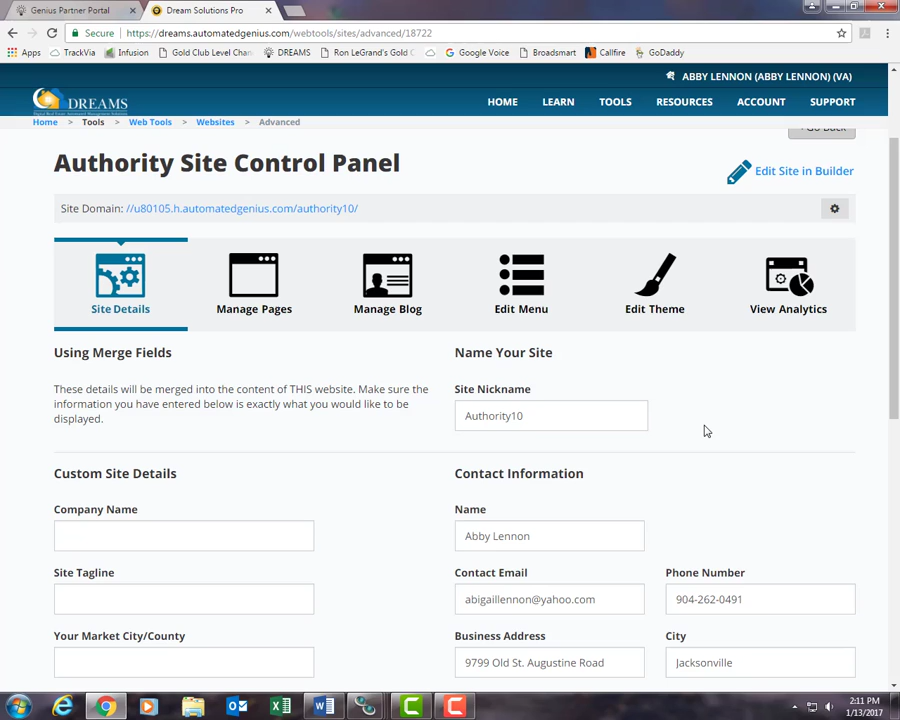 Genius Partner Portal
Dream Solutions Pro
Secure https://dreams.automatedgenius.com/webtools/sites/advanced/18722
Apps TrackVia Infusion Gold Club Level Chan DREAMS Ron LeGrand's Gold C Google Voice Broadsmart Callfire GoDaddy
ABBY LENNON (ABBY LENNON) (VA)
DREAMS
HOME LEARN TOOLS RESOURCES ACCOUNT SUPPORT
Home > Tools > Web Tools > Websites > Advanced
Go Back
Authority Site Control Panel
Edit Site in Builder
Site Domain: //u80105.h.automatedgenius.com/authority10/
Site Details Manage Pages Manage Blog Edit Menu Edit Theme View Analytics
Using Merge Fields
These details will be merged into the content of THIS website. Make sure the
information you have entered below is exactly what you would like to be
displayed.
Name Your Site
Site Nickname
Authority10
Custom Site Details
Company Name
Site Tagline
Your Market City/County
Contact Information
Name
Abby Lennon
Contact Email Phone Number
abigaillennon@yahoo.com 904-262-0491
Business Address City
9799 Old St. Augustine Road Jacksonville
2:11 PM
1/13/2017